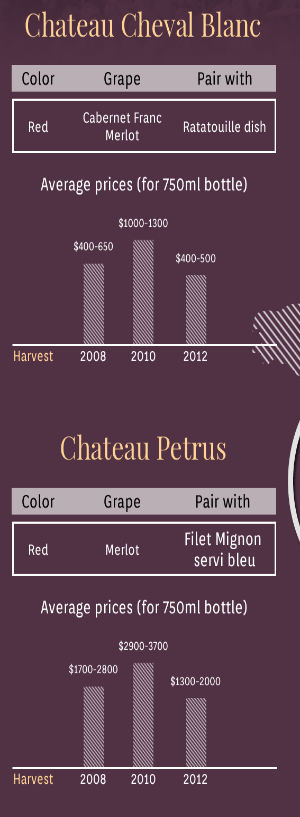 Chateau Cheval Blanc
Color Grape Pair with
Red Cabernet Franc Merlot Ratatouille dish
Average prices (for 750ml bottle)
$400-650 $1000-1300 $400-500
Harvest 2008 2010 2012
Chateau Petrus
Color Grape Pair with
Red Merlot Filet Mignon servi bleu
Average prices (for 750ml bottle)
$1700-2800 $2900-3700 $1300-2000
Harvest 2008 2010 2012